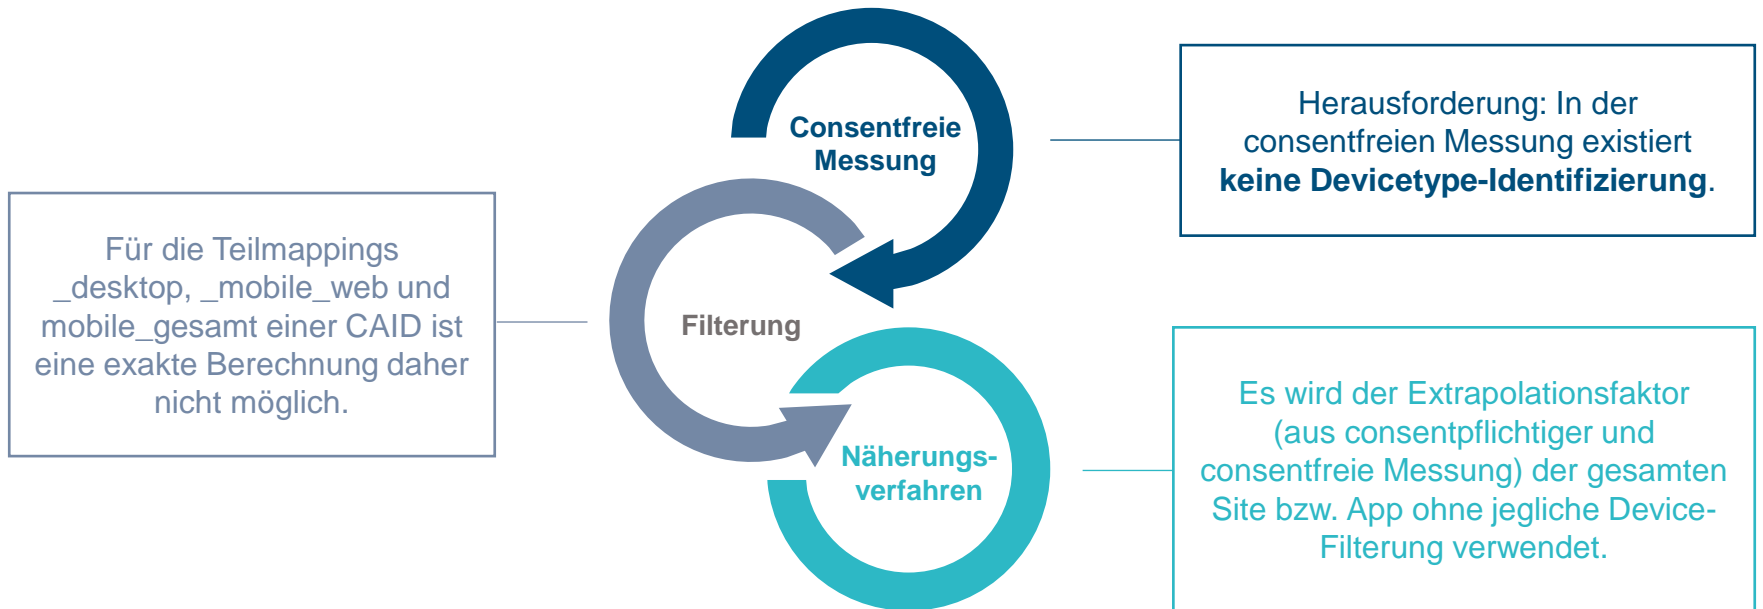 Consentfreie
Messung
Herausforderung: In der
consentfreien Messung existiert
keine Devicetype-Identifizierung.
Für die Teilmappings
_desktop, _mobile_web und
mobile_gesamt einer CAID ist
eine exakte Berechnung daher
nicht möglich.
Filterung
Näherungs-
verfahren
Es wird der Extrapolationsfaktor
(aus consentpflichtiger und
consentfreie Messung) der gesamten
Site bzw. App ohne jegliche Device-
Filterung verwendet.